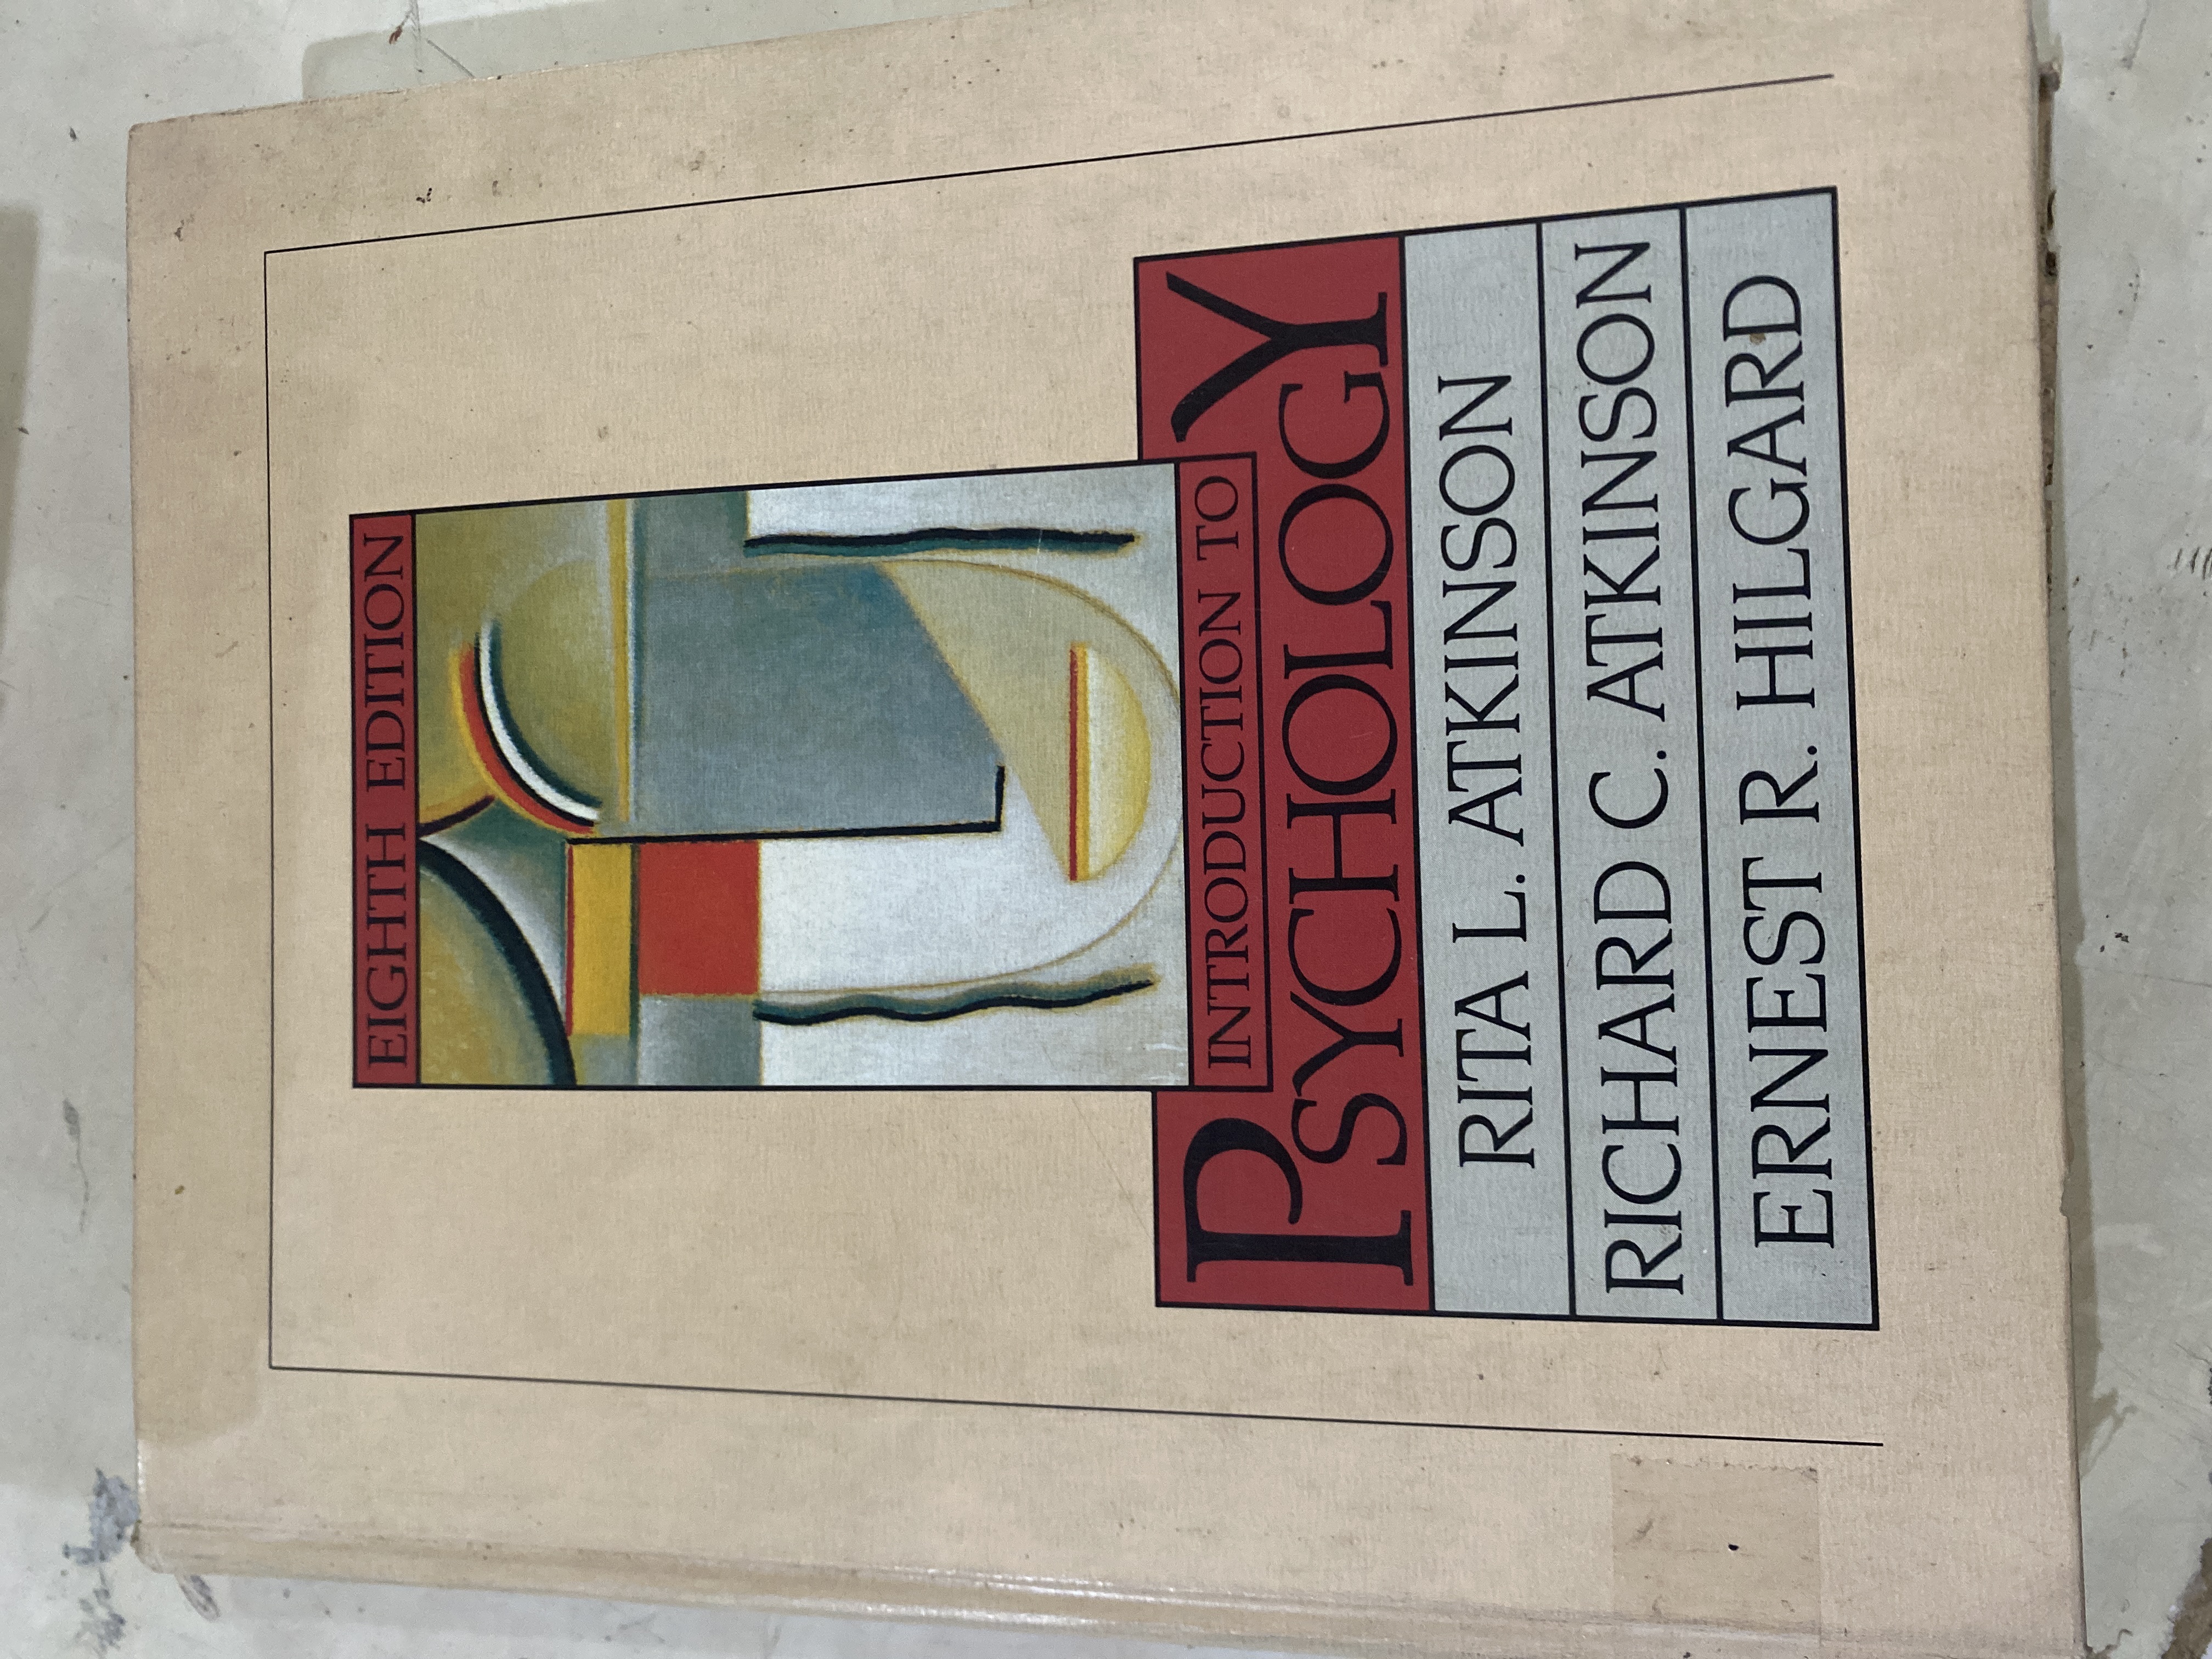 EIGHTH EDITION
INTRODUCTION TO
PSYCHOLOGY
RITA L. ATKINSON
RICHARD C. ATKINSON
ERNEST R. HILGARD